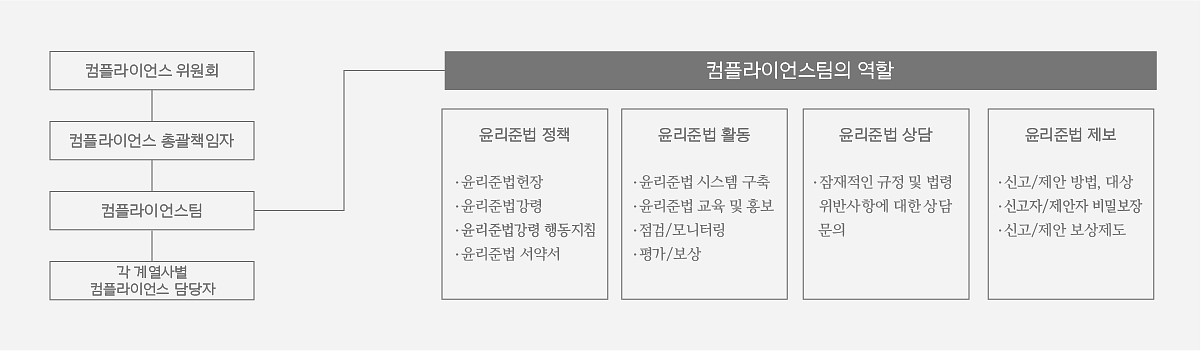 컴플라이언스 위원회
컴플라이언스 총괄책임자
컴플라이언스팀
각 계열사별
컴플라이언스 담당자
컴플라이언스팀의 역할
윤리준법 정책
· 윤리준법헌장
· 윤리준법강령
· 윤리준법강령 행동지침
· 윤리준법 서약서
윤리준법 활동
· 윤리준법 시스템 구축
· 윤리준법 교육 및 홍보
· 점검/모니터링
· 평가/보상
윤리준법 상담
· 잠재적인 규정 및 법령
위반사항에 대한 상담
문의
윤리준법 제보
· 신고/제안 방법, 대상
· 신고자/제안자 비밀보장
· 신고/제안 보상제도